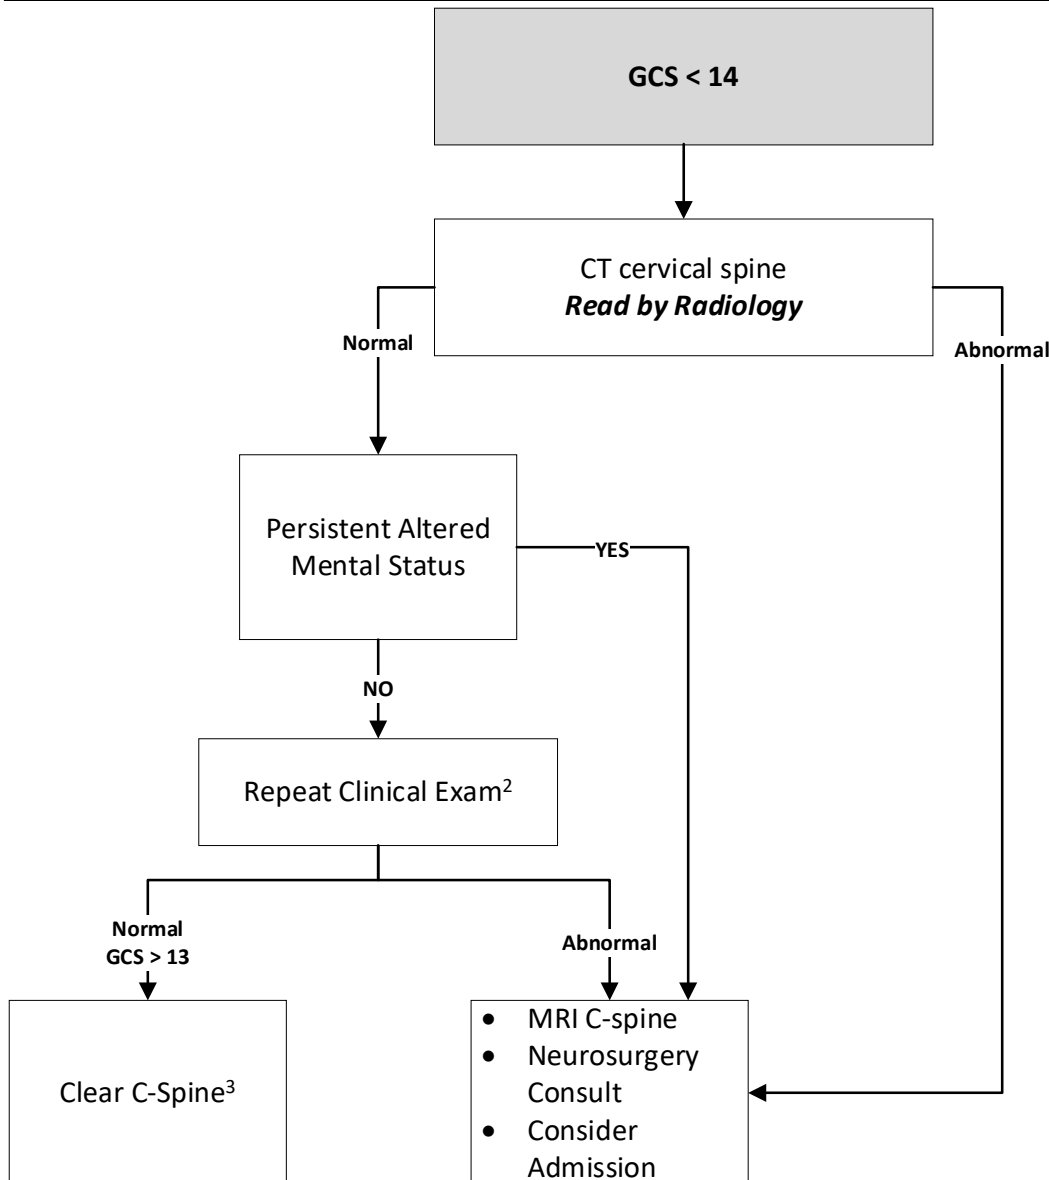 GCS < 14
CT cervical spine
Read by Radiology
Normal
Abnormal
Persistent Altered
Mental Status
YES
NO
Repeat Clinical Exam²
Normal
GCS > 13
Abnormal
Clear C-Spine³
• MRI C-spine
• Neurosurgery
Consult
• Consider
Admission